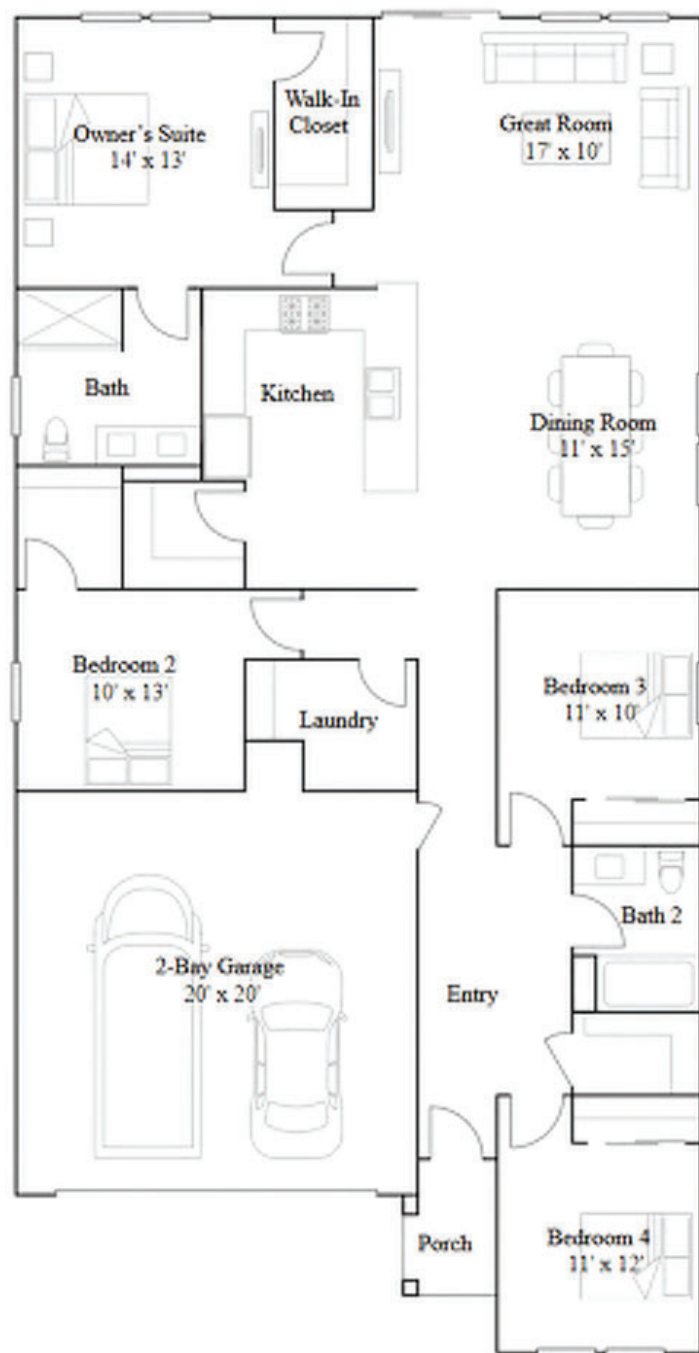 Owner's Suite
14' x 13'
Walk-In
Closet
Great Room
17' x 10'
Bath
Kitchen
Dining Room
11' x 15'
Bedroom 2
10' x 13'
Laundry
Bedroom 3
11' x 10'
Bath 2
2-Bay Garage
20' x 20'
Entry
Porch
Bedroom 4
11' x 12'